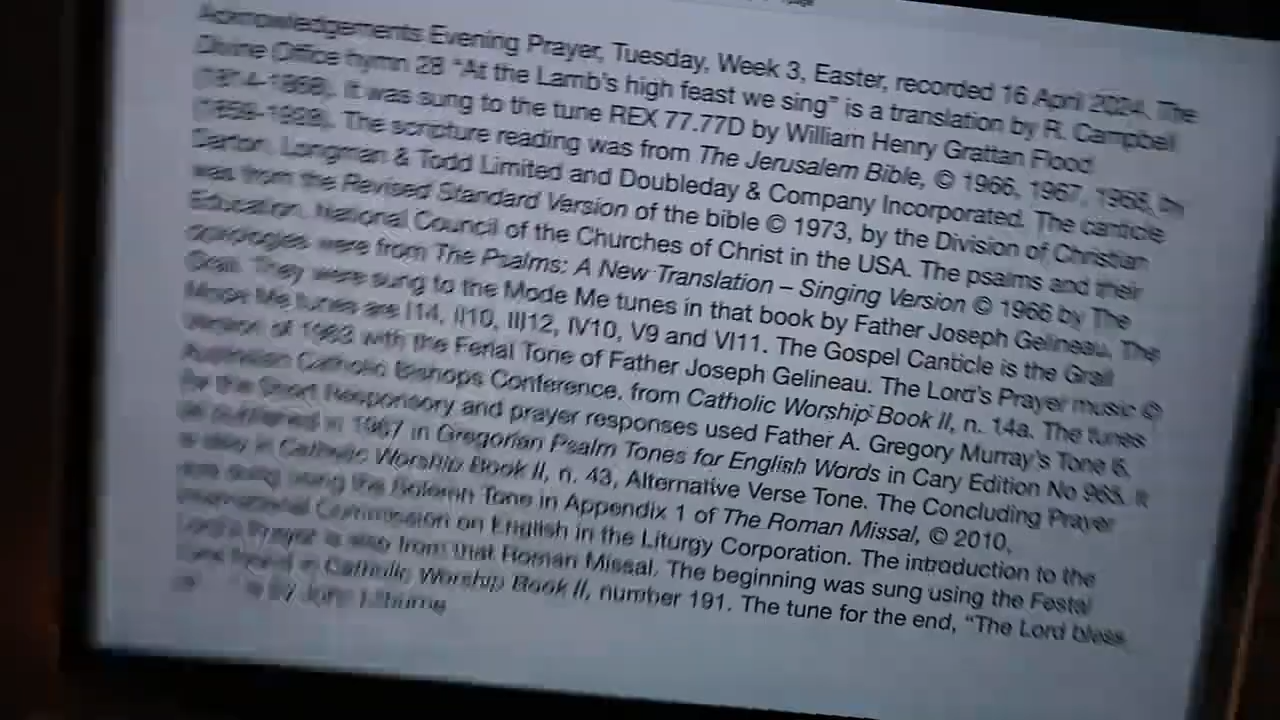 Acknowledgements Evening Prayer, Tuesday, Week 3, Easter, recorded 16 April 2024. The
Divine Office hymn 28 "At the Lamb's high feast we sing" is a translation by R. Campbell
(1814-1868). It was sung to the tune REX 77.77D by William Henry Grattan Flood
(1859-1928). The scripture reading was from The Jerusalem Bible, © 1966, 1967, 1968, by
Darton, Longman & Todd Limited and Doubleday & Company Incorporated. The canticle
was from the Revised Standard Version of the bible © 1973, by the Division of Christian
Education, National Council of the Churches of Christ in the USA. The psalms and their
doxologies were from The Psalms: A New Translation – Singing Version © 1966 by The
Grail. They were sung to the Mode Me tunes in that book by Father Joseph Gelineau. The
Mode Me tunes are I14, II10, III12, IV10, V9 and VI11. The Gospel Canticle is the Grail
version of 1963 with the Ferial Tone of Father Joseph Gelineau. The Lord's Prayer music ©
Australian Catholic Bishops Conference, from Catholic Worship Book II, n. 14a. The tunes
for the Short Responsory and prayer responses used Father A. Gregory Murray's Tone I6,
as outlined in 1967 in Gregorian Psalm Tones for English Words in Cary Edition No 965. It
is also in Catholic Worship Book II, n. 43, Alternative Verse Tone. The Concluding Prayer
was sung using the Solemn Tone in Appendix 1 of The Roman Missal, © 2010,
International Commission on English in the Liturgy Corporation. The introduction to the
Lord's Prayer is also from that Roman Missal. The beginning was sung using the Festal
tone found in Catholic Worship Book II, number 191. The tune for the end, "The Lord bless
by John